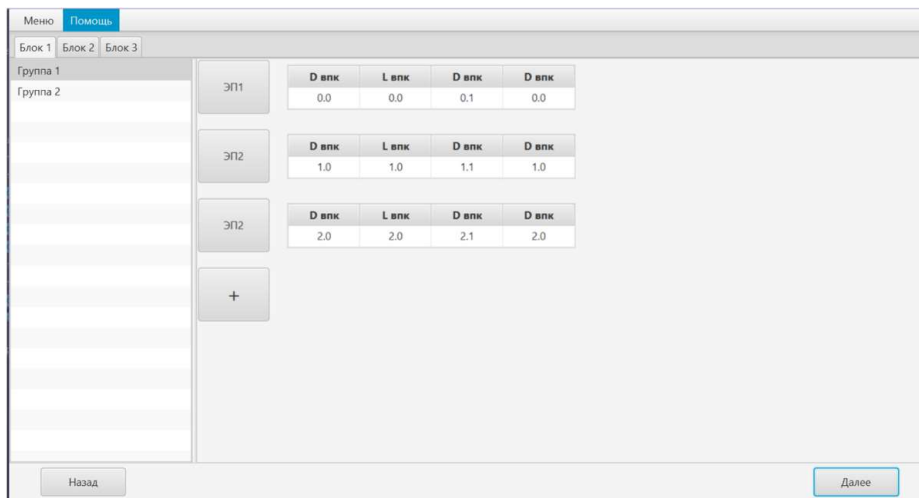 Меню Помощь
Блок 1 Блок 2 Блок 3
Группа 1
Группа 2
ЭП1
D впк L впк D впк D впк
0.0 0.0 0.1 0.0
ЭП2
D впк L впк D впк D впк
1.0 1.0 1.1 1.0
ЭП2
D впк L впк D впк D впк
2.0 2.0 2.1 2.0
+
Назад Далее